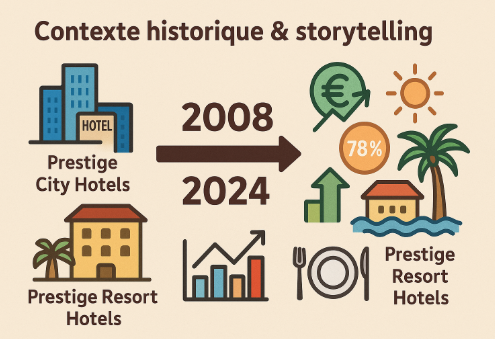 Contexte historique & storytelling
HOTEL
Prestige
City Hotels
Prestige Resort
Hotels
2008
2024
€
78%
Prestige
Resort
Hotels